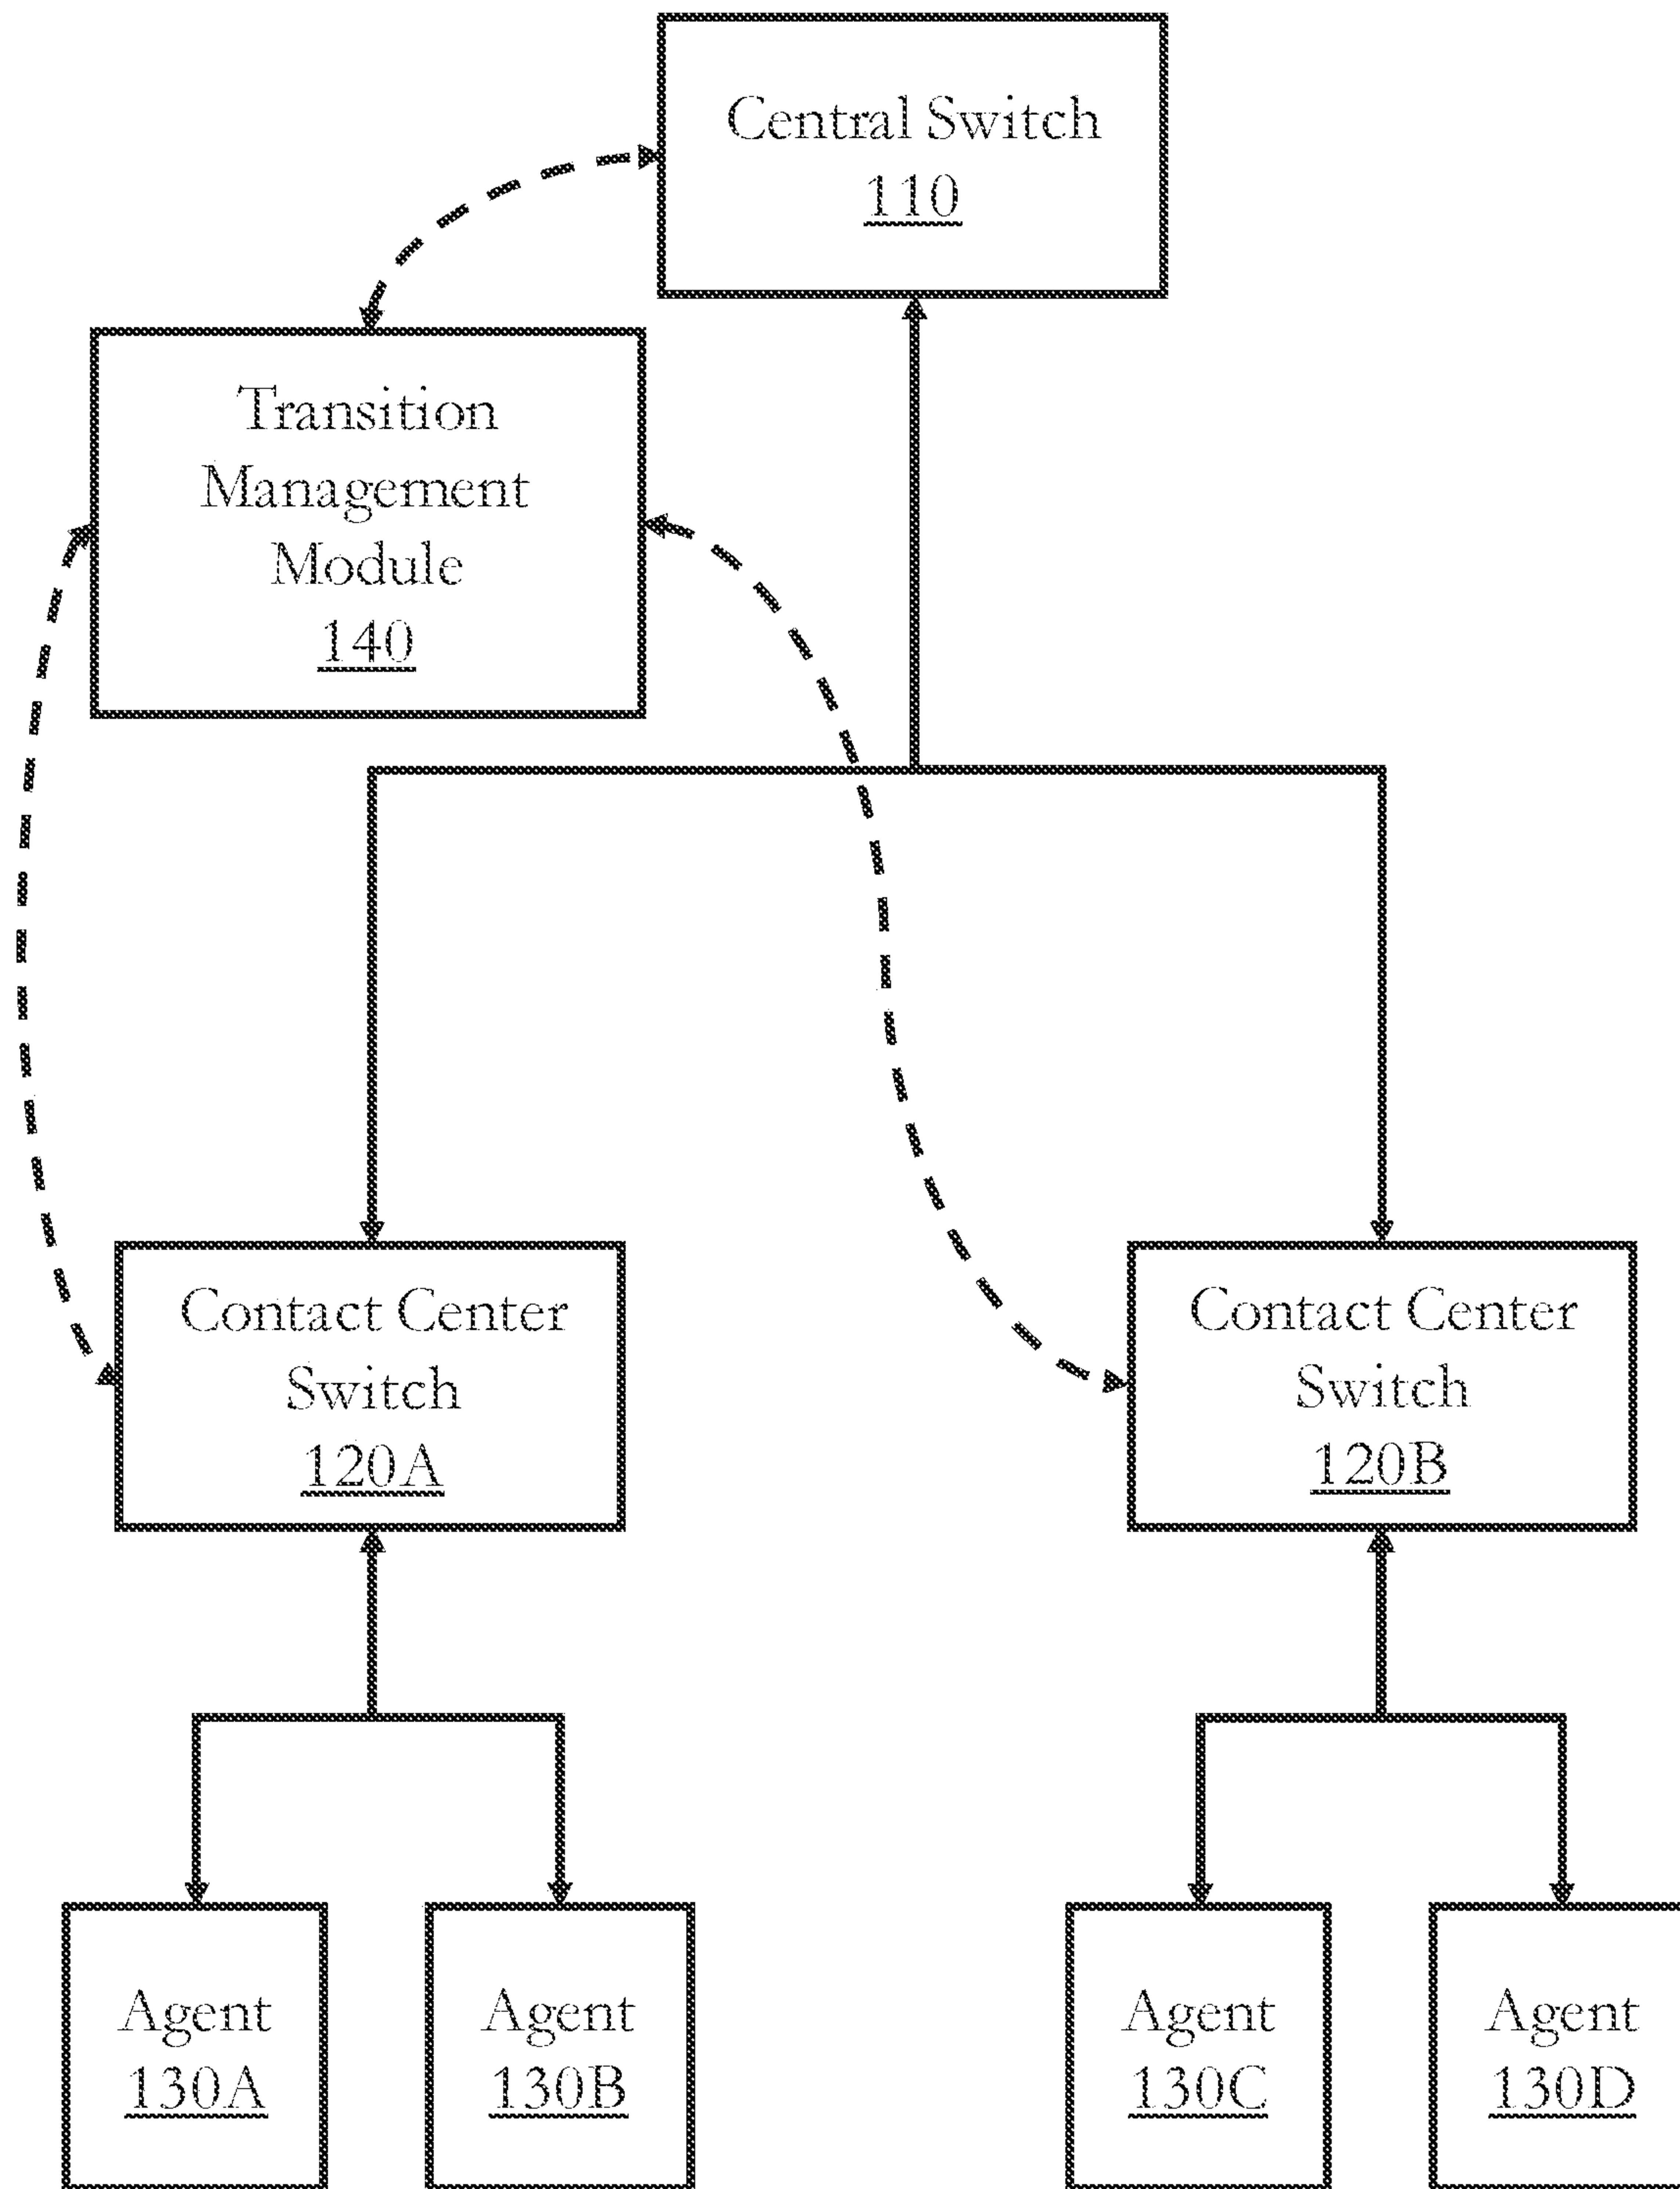 Central Switch
110
Transition
Management
Module
140
Contact Center
Switch
120A
Contact Center
Switch
120B
Agent
130A
Agent
130B
Agent
130C
Agent
130D